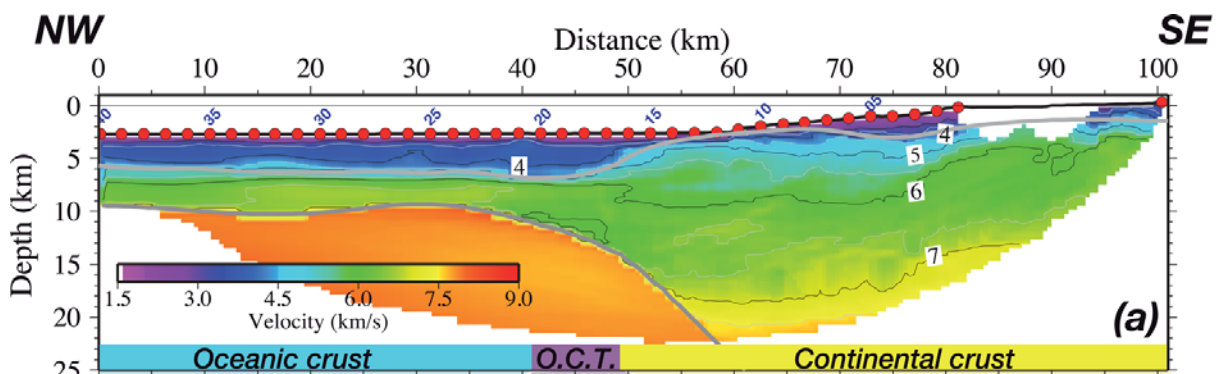 NW
SE
Distance (km)
0 10 20 30 40 50 60 70 80 90 100
40 35 30 25 20 15 10 05
Depth (km)
0
5
10
15
20
25
4
4
5
6
7
1.5 3.0 4.5 6.0 7.5 9.0
Velocity (km/s)
(a)
Oceanic crust
O.C.T.
Continental crust